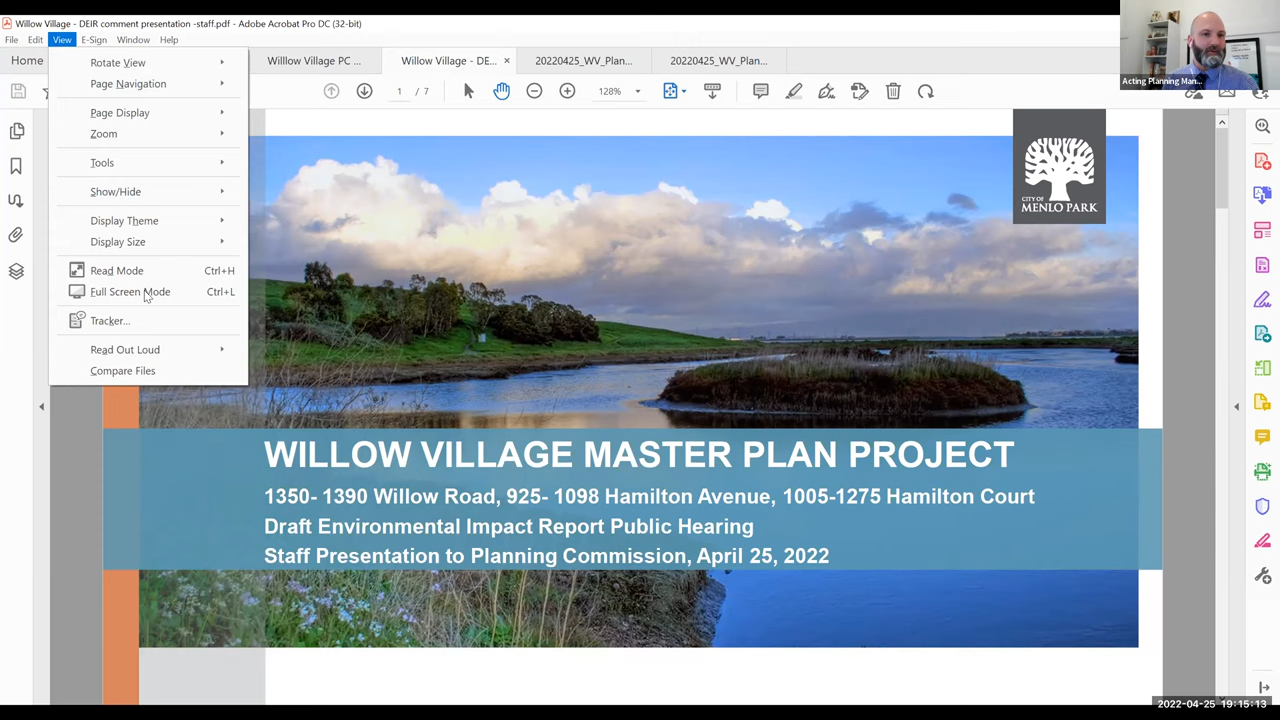 Willow Village - DEIR comment presentation -staff.pdf - Adobe Acrobat Pro DC (32-bit)
File Edit View E-Sign Window Help
Home
Willlow Village PC ...
Willow Village - DE... ×
20220425_WV_Plan...
20220425_WV_Plan...
1 /
128%
Acting Planning Man...
Rotate View
Page Navigation
Page Display
Zoom
Tools
Show/Hide
Display Theme
Display Size
Read Mode Ctrl+H
Full Screen Mode Ctrl+L
Tracker...
Read Out Loud
Compare Files
CITY OF
MENLO PARK
WILLOW VILLAGE MASTER PLAN PROJECT
1350- 1390 Willow Road, 925- 1098 Hamilton Avenue, 1005-1275 Hamilton Court
Draft Environmental Impact Report Public Hearing
Staff Presentation to Planning Commission, April 25, 2022
2022-04-25 19:15:13